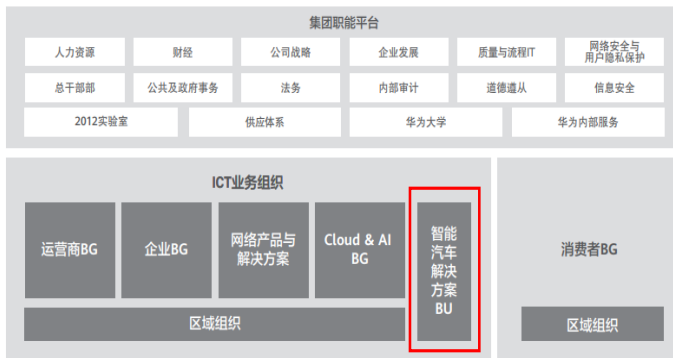 集团职能平台
人力资源
财经
公司战略
企业发展
质量与流程IT
网络安全与
用户隐私保护
总干部部
公共及政府事务
法务
内部审计
道德遵从
信息安全
2012实验室
供应体系
华为大学
华为内部服务
ICT业务组织
运营商BG
企业BG
网络产品与
解决方案
Cloud & AI
BG
智能
汽车
解决
方案
BU
区域组织
消费者BG
区域组织